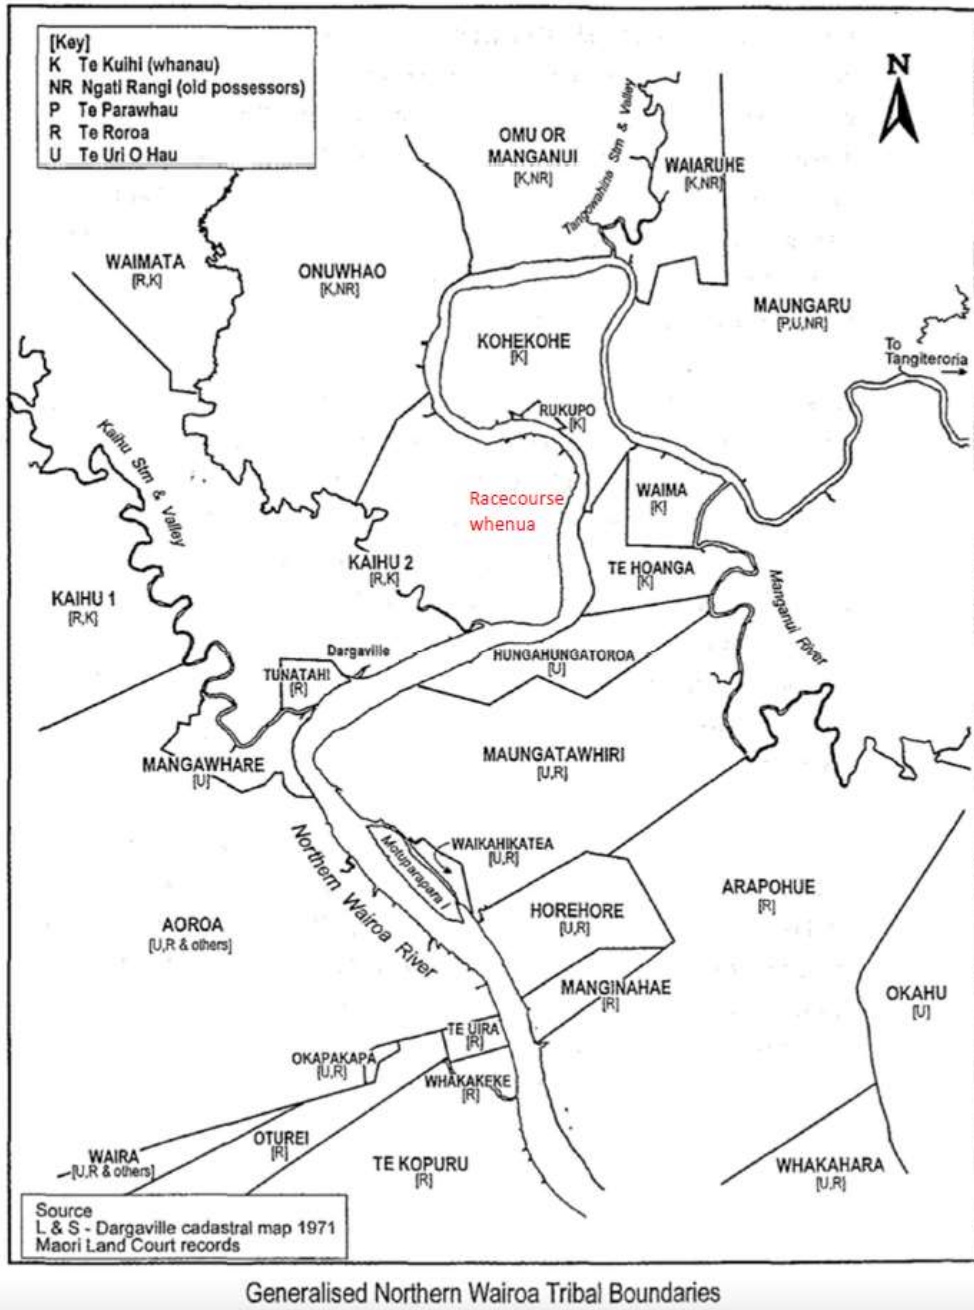 [Key]
K Te Kuihi (whanau)
NR Ngati Rangi (old possessors)
P Te Parawhau
R Te Roroa
U Te Uri O Hau
N
OMU OR
MANGANUI
[K,NR]
Tangowahine Stm & Valley
WAIARUHE
[K,NR]
WAIMATA
[R,K]
ONUWHAO
[K,NR]
MAUNGARU
[P,U,NR]
KOHEKOHE
[K]
To
Tangiteroria
RUKUPO
[K]
Kaihu Stm & Valley
Racecourse
whenua
WAIMA
[K]
KAIHU 2
[R,K]
TE HOANGA
[K]
KAIHU 1
[R,K]
Manganui River
Dargaville
HUNGAHUNGATOROA
[U]
TUNATAHI
[R]
MANGAWHARE
[U]
MAUNGATAWHIRI
[U,R]
Northern Wairoa River
Motuparapara I
WAIKAHIKATEA
[U,R]
ARAPOHUE
[R]
HOREHORE
[U,R]
AOROA
[U,R & others]
MANGINAHAE
[R]
OKAHU
[U]
TE UIRA
[R]
OKAPAKAPA
[U,R]
WHAKAKEKE
[R]
OTUREI
[R]
WAIRA
[U,R & others]
TE KOPURU
[R]
WHAKAHARA
[U,R]
Source
L & S - Dargaville cadastral map 1971
Maori Land Court records
Generalised Northern Wairoa Tribal Boundaries